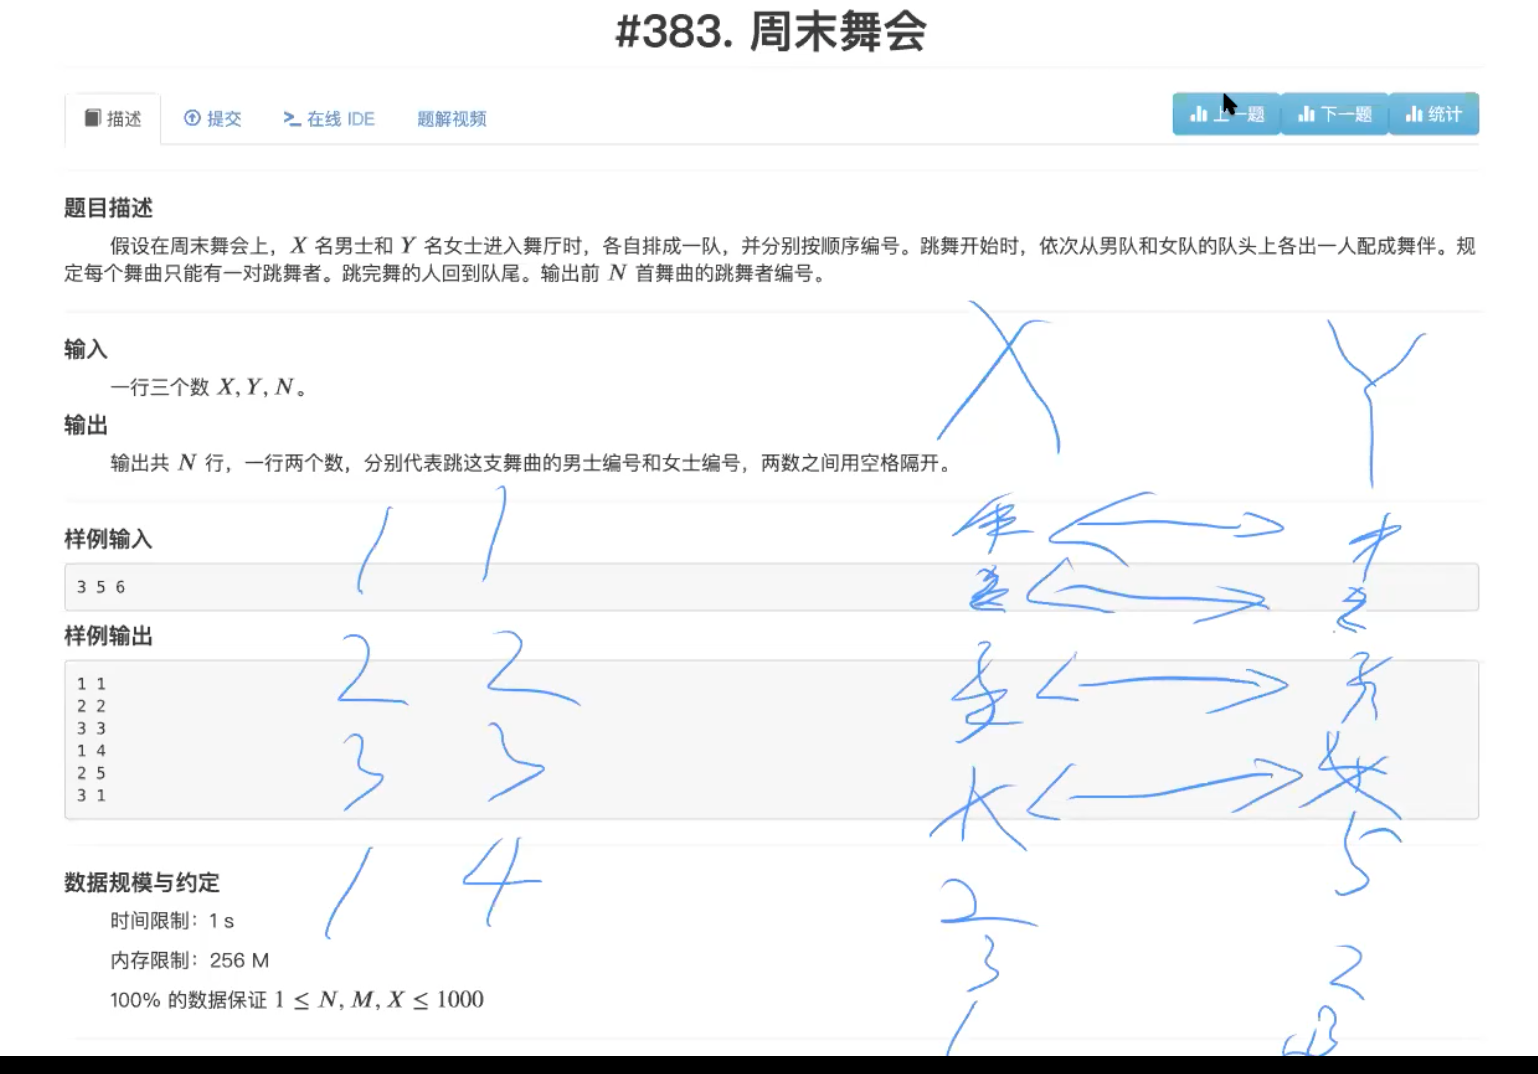 #383. 周末舞会
描述 提交 在线 IDE 题解视频 上一题 下一题 统计
题目描述
假设在周末舞会上，X 名男士和 Y 名女士进入舞厅时，各自排成一队，并分别按顺序编号。跳舞开始时，依次从男队和女队的队头上各出一人配成舞伴。规
定每个舞曲只能有一对跳舞者。跳完舞的人回到队尾。输出前 N 首舞曲的跳舞者编号。
X Y
输入
一行三个数 X, Y, N。
输出
输出共 N 行，一行两个数，分别代表跳这支舞曲的男士编号和女士编号，两数之间用空格隔开。
1 1
样例输入
3 5 6
样例输出
1 1
2 2
3 3
1 4
2 5
3 1
2 2
3 3
1 4
5
2
3 2
1 3
数据规模与约定
时间限制：1 s
内存限制：256 M
100% 的数据保证 1 ≤ N, M, X ≤ 1000